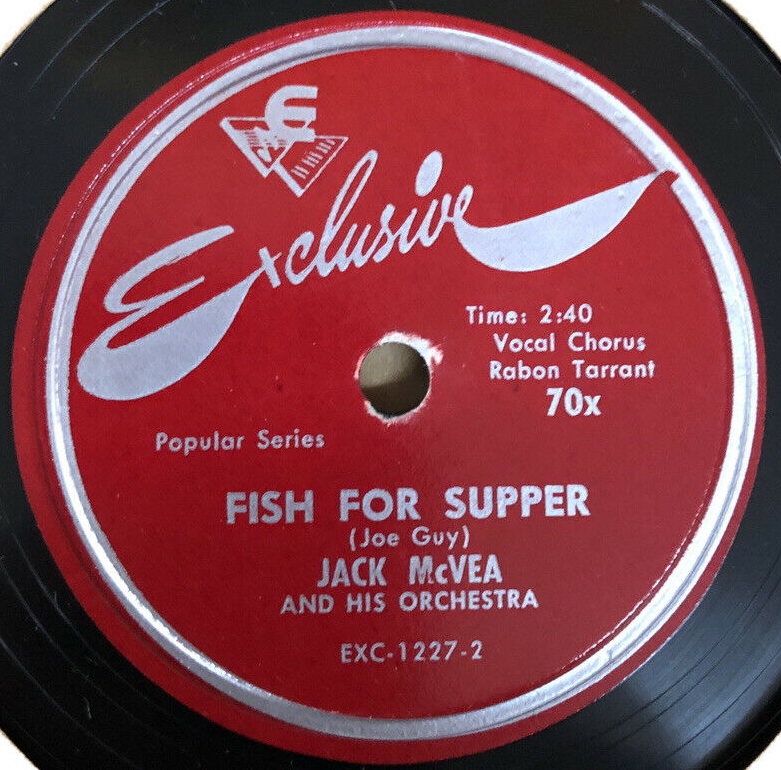 Exclusive
Time: 2:40
Vocal Chorus
Rabon Tarrant
70x
Popular Series
FISH FOR SUPPER
(Joe Guy)
JACK McVEA
AND HIS ORCHESTRA
EXC-1227-2